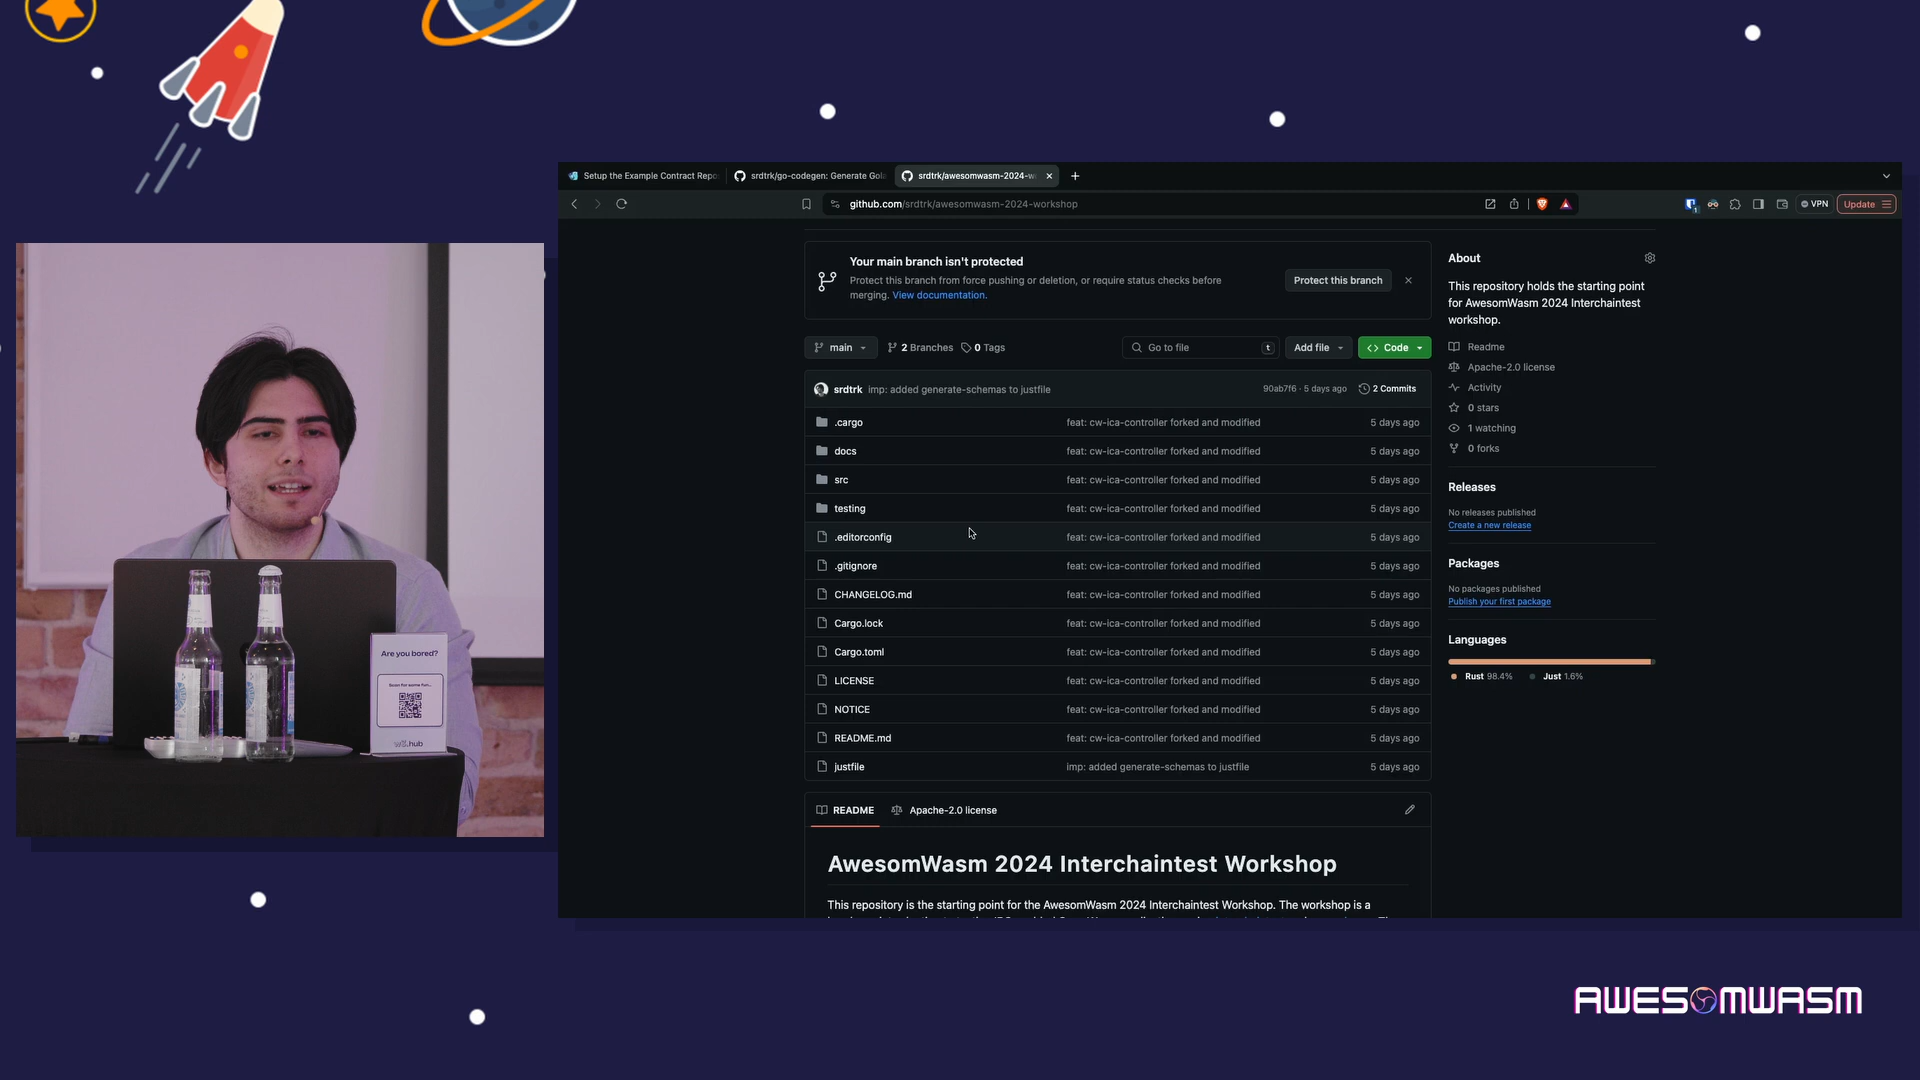 Setup the Example Contract Repo
srdtrk/go-codegen: Generate Gol
srdtrk/awesomwasm-2024-w
github.com/srdtrk/awesomwasm-2024-workshop
VPN
Update
Your main branch isn't protected
Protect this branch from force pushing or deletion, or require status checks before
merging. View documentation.
Protect this branch
main
2 Branches
0 Tags
Go to file
t
Add file
Code
srdtrk imp: added generate-schemas to justfile
90ab7f6 · 5 days ago
2 Commits
.cargo feat: cw-ica-controller forked and modified 5 days ago
docs feat: cw-ica-controller forked and modified 5 days ago
src feat: cw-ica-controller forked and modified 5 days ago
testing feat: cw-ica-controller forked and modified 5 days ago
.editorconfig feat: cw-ica-controller forked and modified 5 days ago
.gitignore feat: cw-ica-controller forked and modified 5 days ago
CHANGELOG.md feat: cw-ica-controller forked and modified 5 days ago
Cargo.lock feat: cw-ica-controller forked and modified 5 days ago
Cargo.toml feat: cw-ica-controller forked and modified 5 days ago
LICENSE feat: cw-ica-controller forked and modified 5 days ago
NOTICE feat: cw-ica-controller forked and modified 5 days ago
README.md feat: cw-ica-controller forked and modified 5 days ago
justfile imp: added generate-schemas to justfile 5 days ago
README
Apache-2.0 license
AwesomWasm 2024 Interchaintest Workshop
This repository is the starting point for the AwesomWasm 2024 Interchaintest Workshop. The workshop is a
About
This repository holds the starting point
for AwesomWasm 2024 Interchaintest
workshop.
Readme
Apache-2.0 license
Activity
0 stars
1 watching
0 forks
Releases
No releases published
Create a new release
Packages
No packages published
Publish your first package
Languages
Rust 98.4%
Just 1.6%
Are you bored?
Scan for some fun...
AWESOMWASM